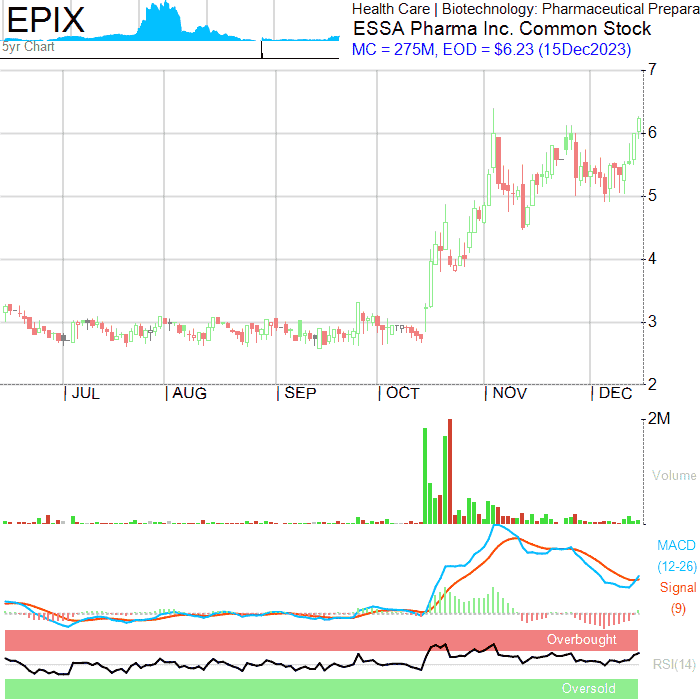 EPIX
5yr Chart
Health Care | Biotechnology: Pharmaceutical Prepara
ESSA Pharma Inc. Common Stock
MC = 275M, EOD = $6.23 (15Dec2023)
7
6
5
4
3
2
JUL
AUG
SEP
OCT
NOV
DEC
2M
Volume
MACD
(12-26)
Signal
(9)
Overbought
RSI(14)
Oversold